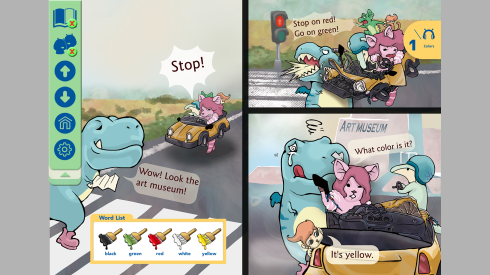 Stop!
Wow! Look the
art museum!
Word List
black
green
red
white
yellow
Stop on red!
Go on green!
1
Colors
ART MUSEUM
What color is it?
It's yellow.